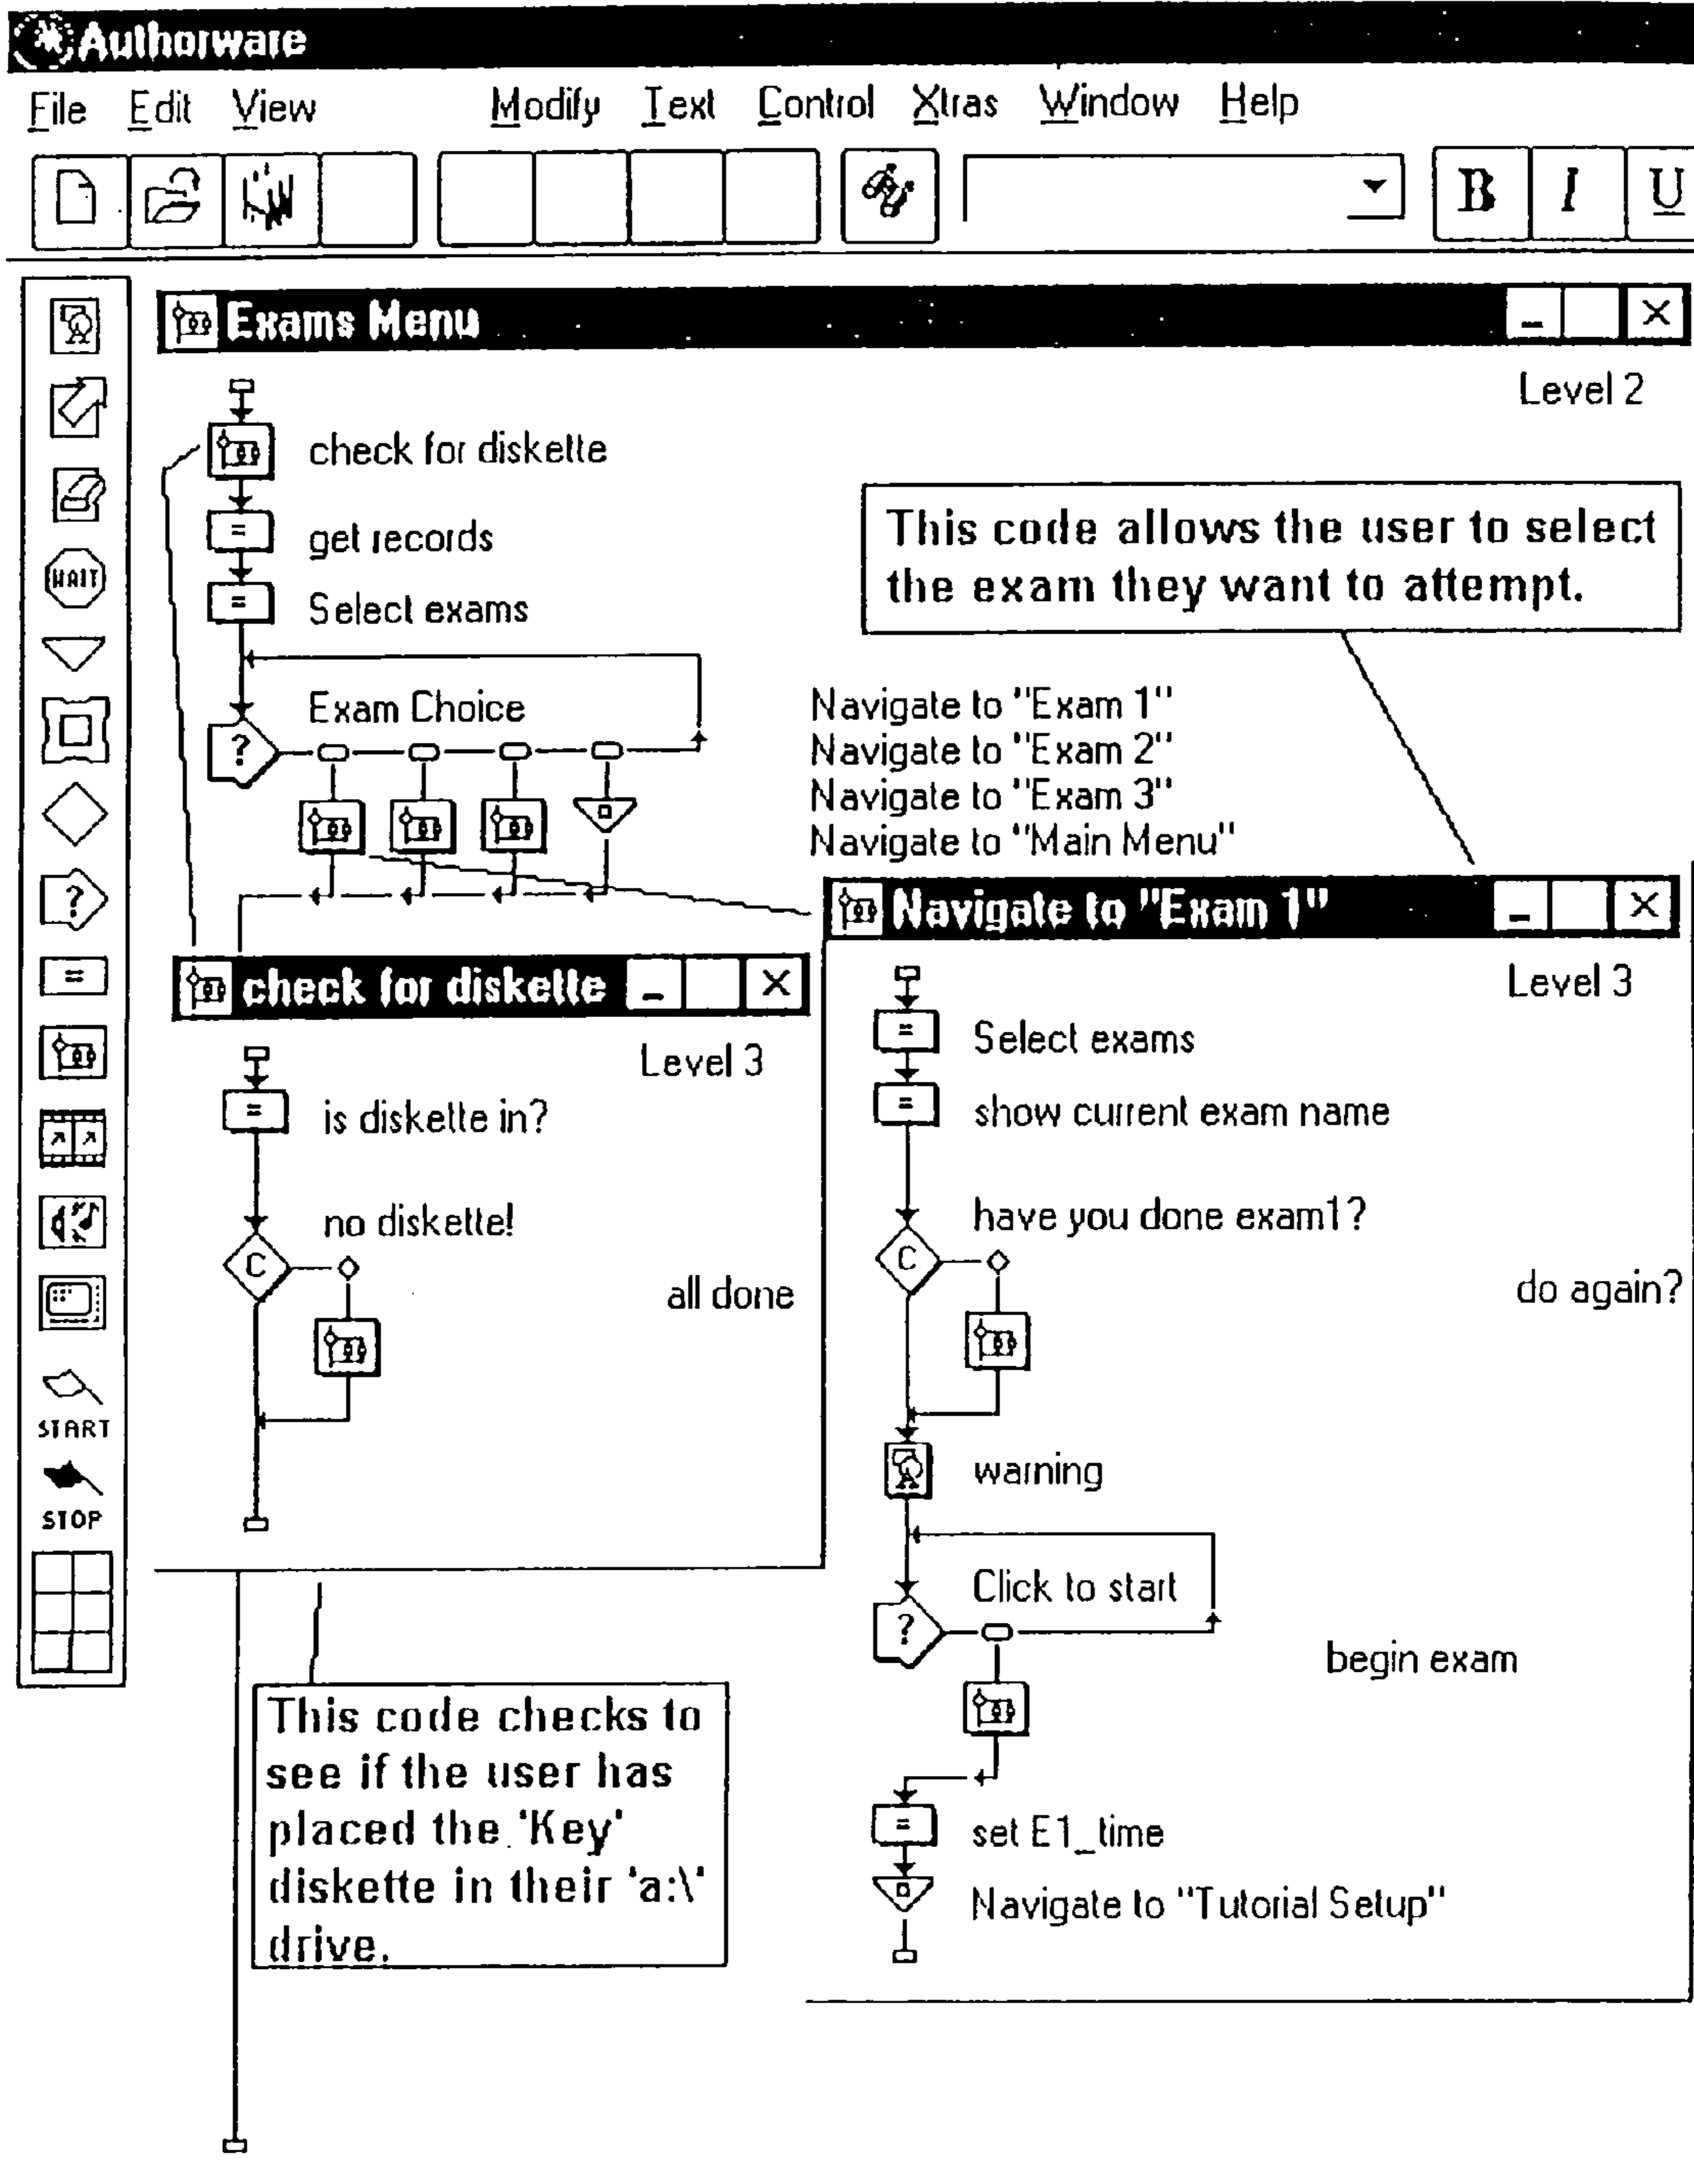 Authorware
File Edit View Modify Text Control Xtras Window Help
B I U
Exams Menu
Level 2
check for diskette
get records
Select exams
Exam Choice
?
This code allows the user to select
the exam they want to attempt.
Navigate to "Exam 1"
Navigate to "Exam 2"
Navigate to "Exam 3"
Navigate to "Main Menu"
WAIT
?
=
START
STOP
check for diskette
Level 3
is diskette in?
no diskette!
C
all done
This code checks to
see if the user has
placed the 'Key'
diskette in their 'a:\'
drive.
Navigate to "Exam 1"
Level 3
Select exams
show current exam name
have you done exam1?
C
do again?
warning
Click to start
?
begin exam
set E1_time
Navigate to "Tutorial Setup"